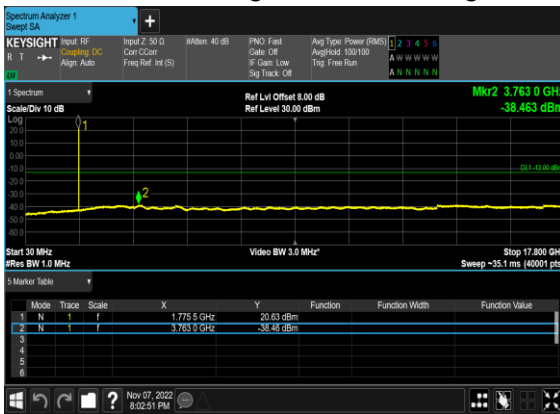 Spectrum Analyzer 1
Swept SA
KEYSIGHT Input: RF Input Z: 50 Ω #Atten: 40 dB PNO: Fast Avg Type: Power (RMS) 1 2 3 4 5 6
R T Coupling: DC Corr CCorr Gate: Off Avg|Hold: 100/100 A W W W W W
Align: Auto Freq Ref: Int (S) IF Gain: Low Trig: Free Run
LXI Sig Track: Off A N N N N N
1 Spectrum Ref Lvl Offset 8.00 dB Mkr2 3.763 0 GHz
Scale/Div 10 dB Ref Level 30.00 dBm -38.463 dBm
Log
20.0
10.0
0.00
-10.0
DL1 -13.00 dBm
-20.0
-30.0
-40.0
-50.0
-60.0
1
2
Start 30 MHz Video BW 3.0 MHz* Stop 17.800 GHz
#Res BW 1.0 MHz Sweep ~35.1 ms (40001 pts)
5 Marker Table
Mode Trace Scale X Y Function Function Width Function Value
1 N 1 f 1.775 5 GHz 20.63 dBm
2 N 1 f 3.763 0 GHz -38.46 dBm
3
4
5
6
? Nov 07, 2022
8:02:51 PM